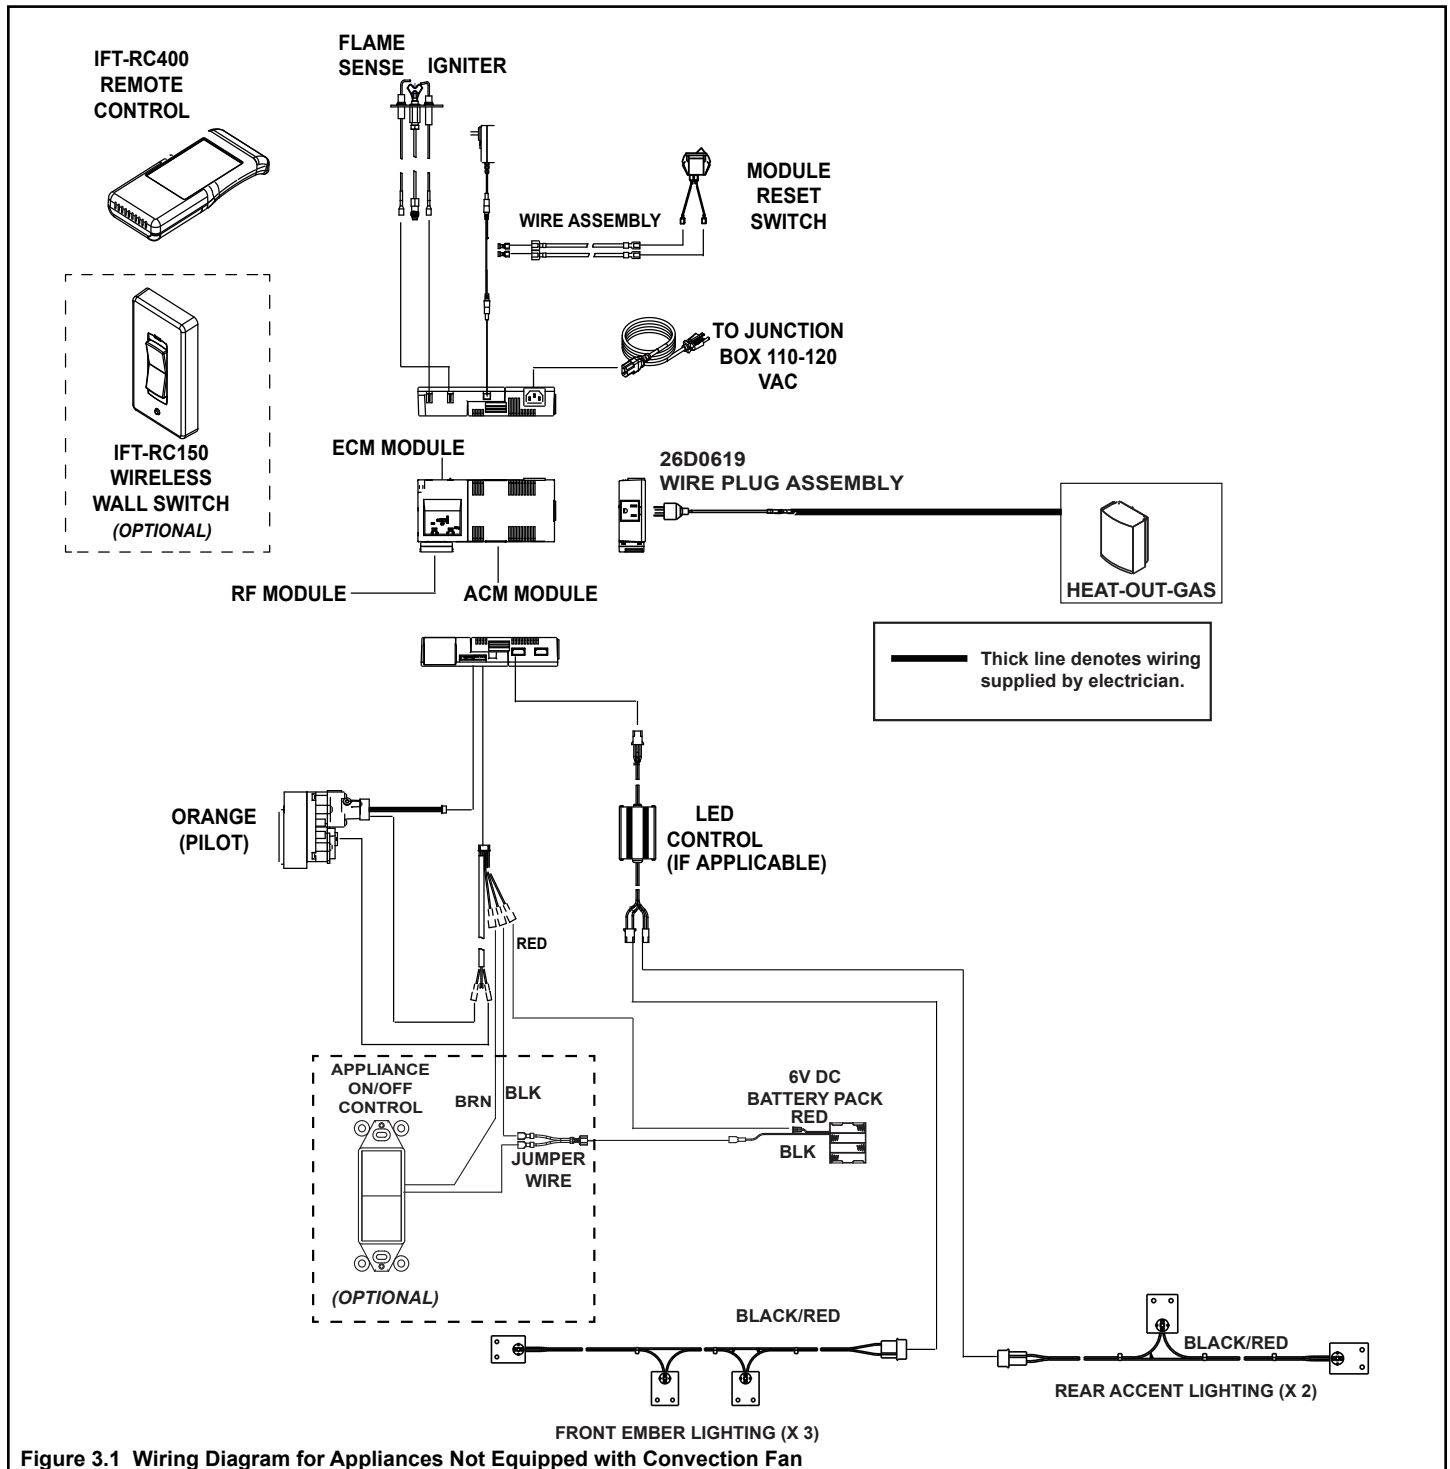 IFT-RC400
REMOTE
CONTROL
FLAME
SENSE
IGNITER
MODULE
RESET
SWITCH
WIRE ASSEMBLY
TO JUNCTION
BOX 110-120
VAC
IFT-RC150
WIRELESS
WALL SWITCH
(OPTIONAL)
ECM MODULE
26D0619
WIRE PLUG ASSEMBLY
RF MODULE
ACM MODULE
HEAT-OUT-GAS
Thick line denotes wiring
supplied by electrician.
ORANGE
(PILOT)
LED
CONTROL
(IF APPLICABLE)
RED
APPLIANCE
ON/OFF
CONTROL
BRN
BLK
JUMPER
WIRE
(OPTIONAL)
6V DC
BATTERY PACK
RED
BLK
BLACK/RED
FRONT EMBER LIGHTING (X 3)
BLACK/RED
REAR ACCENT LIGHTING (X 2)
Figure 3.1 Wiring Diagram for Appliances Not Equipped with Convection Fan